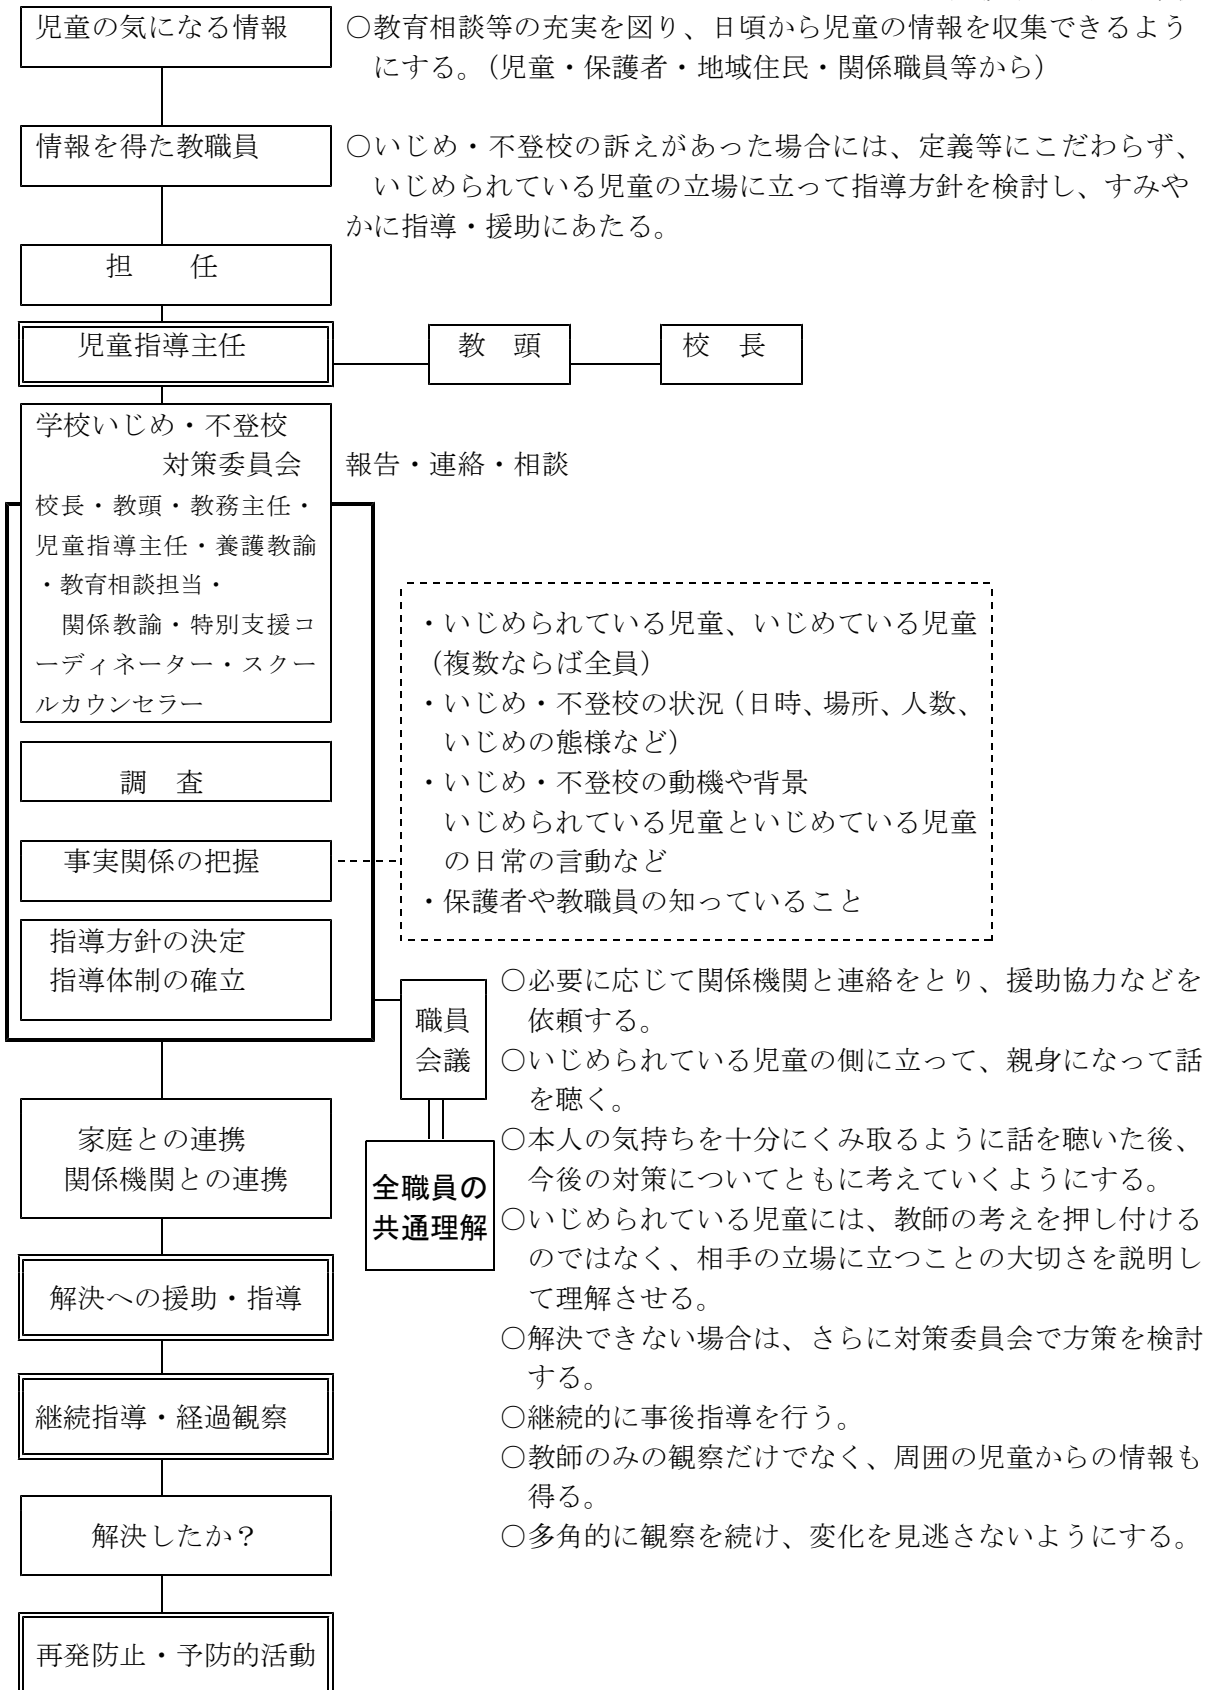 児童の気になる情報
○教育相談等の充実を図り、日頃から児童の情報を収集できるよう
にする。(児童・保護者・地域住民・関係職員等から)
情報を得た教職員
○いじめ・不登校の訴えがあった場合には、定義等にこだわらず、
いじめられている児童の立場に立って指導方針を検討し、すみや
かに指導・援助にあたる。
担　　任
児童指導主任
教　頭
校　長
学校いじめ・不登校
対策委員会
報告・連絡・相談
校長・教頭・教務主任・
児童指導主任・養護教諭
・教育相談担当・
関係教諭・特別支援コ
ーディネーター・スクー
ルカウンセラー
・いじめられている児童、いじめている児童
(複数ならば全員)
・いじめ・不登校の状況(日時、場所、人数、
いじめの態様など)
・いじめ・不登校の動機や背景
いじめられている児童といじめている児童
の日常の言動など
・保護者や教職員の知っていること
調　査
事実関係の把握
指導方針の決定
指導体制の確立
職員
会議
全職員の
共通理解
○必要に応じて関係機関と連絡をとり、援助協力などを
依頼する。
○いじめられている児童の側に立って、親身になって話
を聴く。
○本人の気持ちを十分にくみ取るように話を聴いた後、
今後の対策についてともに考えていくようにする。
○いじめられている児童には、教師の考えを押し付ける
のではなく、相手の立場に立つことの大切さを説明し
て理解させる。
○解決できない場合は、さらに対策委員会で方策を検討
する。
○継続的に事後指導を行う。
○教師のみの観察だけでなく、周囲の児童からの情報も
得る。
○多角的に観察を続け、変化を見逃さないようにする。
家庭との連携
関係機関との連携
解決への援助・指導
継続指導・経過観察
解決したか？
再発防止・予防的活動